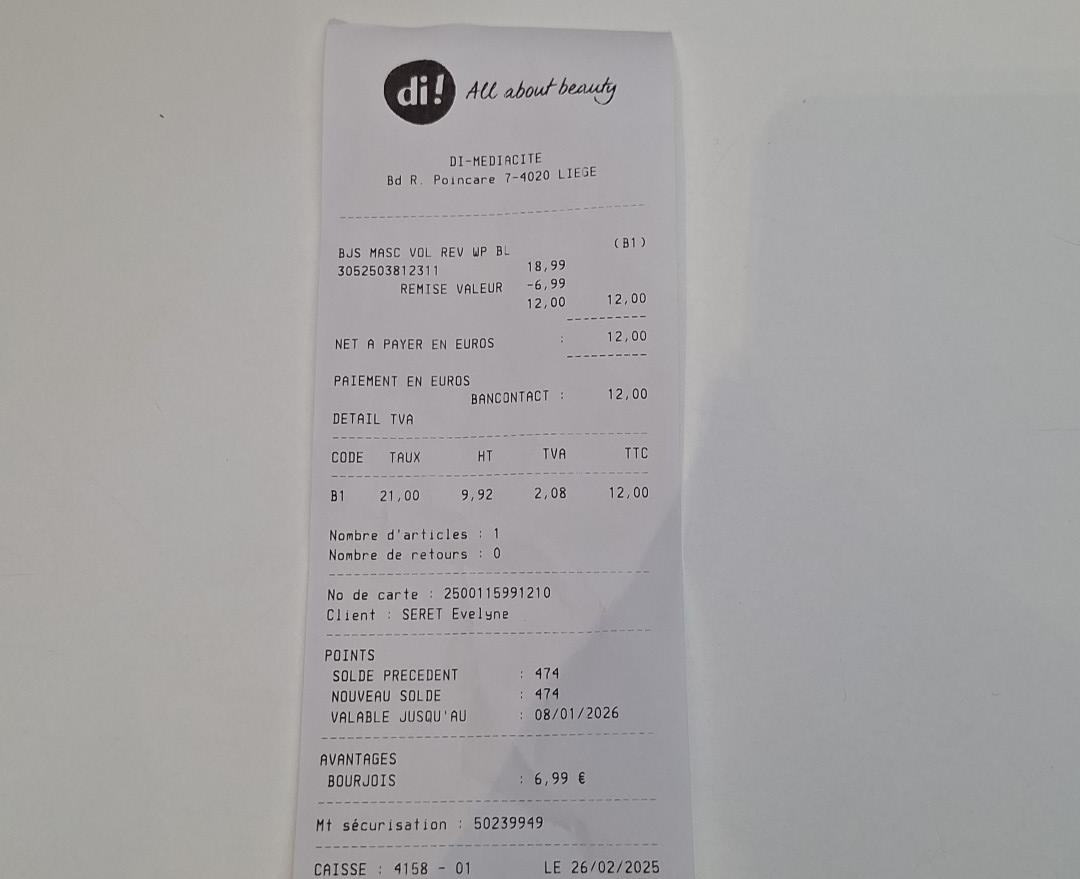 di! All about beauty
DI-MEDIACITE
Bd R. Poincare 7-4020 LIEGE
(B1)
BJS MASC VOL REV WP BL
3052503812311 18,99
REMISE VALEUR -6,99
12,00 12,00
NET A PAYER EN EUROS : 12,00
PAIEMENT EN EUROS
BANCONTACT : 12,00
DETAIL TVA
CODE TAUX HT TVA TTC
B1 21,00 9,92 2,08 12,00
Nombre d'articles : 1
Nombre de retours : 0
No de carte : 2500115991210
Client : SERET Evelyne
POINTS
SOLDE PRECEDENT : 474
NOUVEAU SOLDE : 474
VALABLE JUSQU'AU : 08/01/2026
AVANTAGES
BOURJOIS : 6,99 €
Mt sécurisation : 50239949
CAISSE : 4158 - 01 LE 26/02/2025